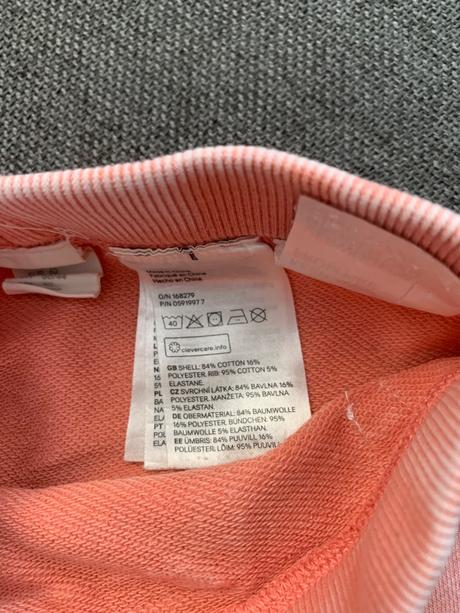 Made in China
Fabriqué en Chine
Hecho en China
O/N 168279
P/N 0591997 7
40
clevercare.info
GB SHELL: 84% COTTON 16%
POLYESTER, RIB: 95% COTTON 5%
ELASTANE.
CZ SVRCHNÍ LÁTKA: 84% BAVLNA 16%
POLYESTER, MANŽETA: 95% BAVLNA
5% ELASTAN.
DE OBERMATERIAL: 84% BAUMWOLLE
16% POLYESTER, BÜNDCHEN: 95%
BAUMWOLLE 5% ELASTHAN.
EE ÜMBRIS: 84% PUUVILL 16%
POLÜESTER, LÕIM: 95% PUUVILL
PL
PT
ELA